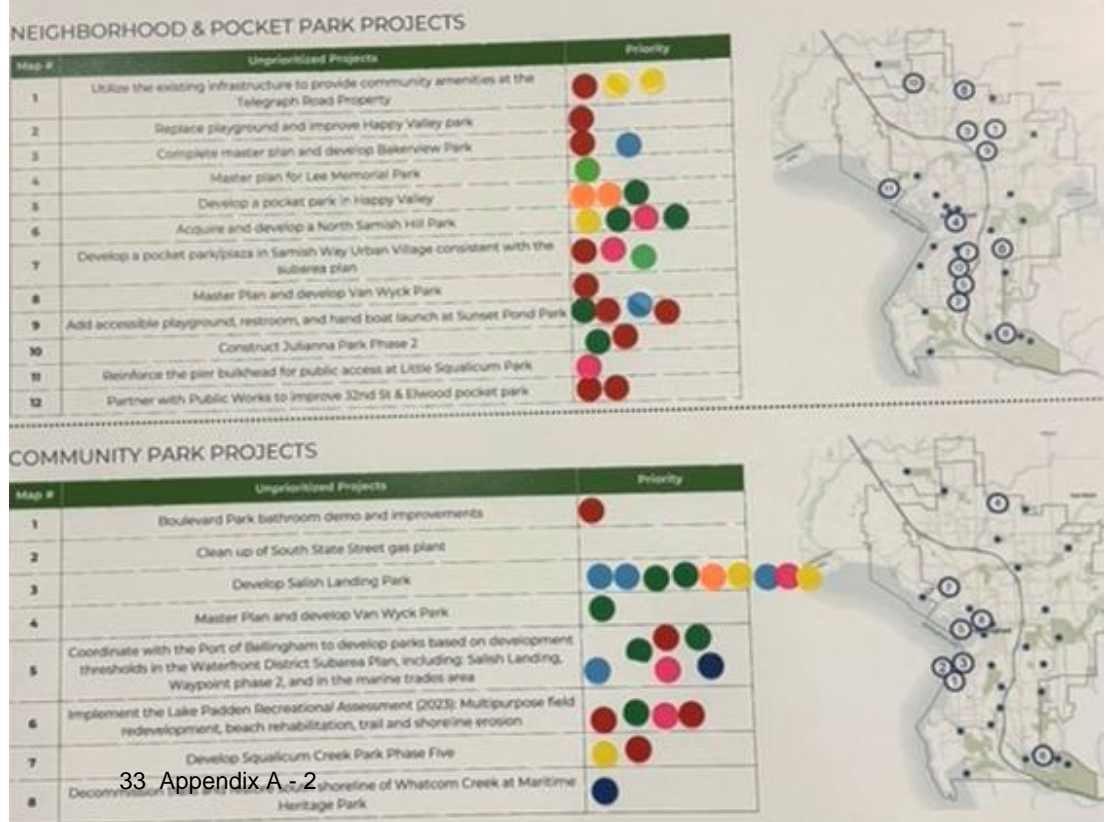 NEIGHBORHOOD & POCKET PARK PROJECTS
Map # Unprioritized Projects Priority
1 Utilize the existing infrastructure to provide community amenities at the
Telegraph Road Property
2 Replace playground and improve Happy Valley park
3 Complete master plan and develop Bakerview Park
4 Master plan for Lee Memorial Park
5 Develop a pocket park in Happy Valley
6 Acquire and develop a North Samish Hill Park
7 Develop a pocket park/plaza in Samish Way Urban Village consistent with the
subarea plan
8 Master Plan and develop Van Wyck Park
9 Add accessible playground, restroom, and hand boat launch at Sunset Pond Park
10 Construct Julianna Park Phase 2
11 Reinforce the pier bulkhead for public access at Little Squalicum Park
12 Partner with Public Works to improve 32nd St & Elwood pocket park
COMMUNITY PARK PROJECTS
Map # Unprioritized Projects Priority
1 Boulevard Park bathroom demo and improvements
2 Clean up of South State Street gas plant
3 Develop Salish Landing Park
4 Master Plan and develop Van Wyck Park
5 Coordinate with the Port of Bellingham to develop parks based on development
thresholds in the Waterfront District Subarea Plan, including: Salish Landing,
Waypoint phase 2, and in the marine trades area
6 Implement the Lake Padden Recreational Assessment (2023): Multipurpose field
redevelopment, beach rehabilitation, trail and shoreline erosion
7 Develop Squalicum Creek Park Phase Five
8 Decommission shoreline of Whatcom Creek at Maritime
Heritage Park
33 Appendix A - 2